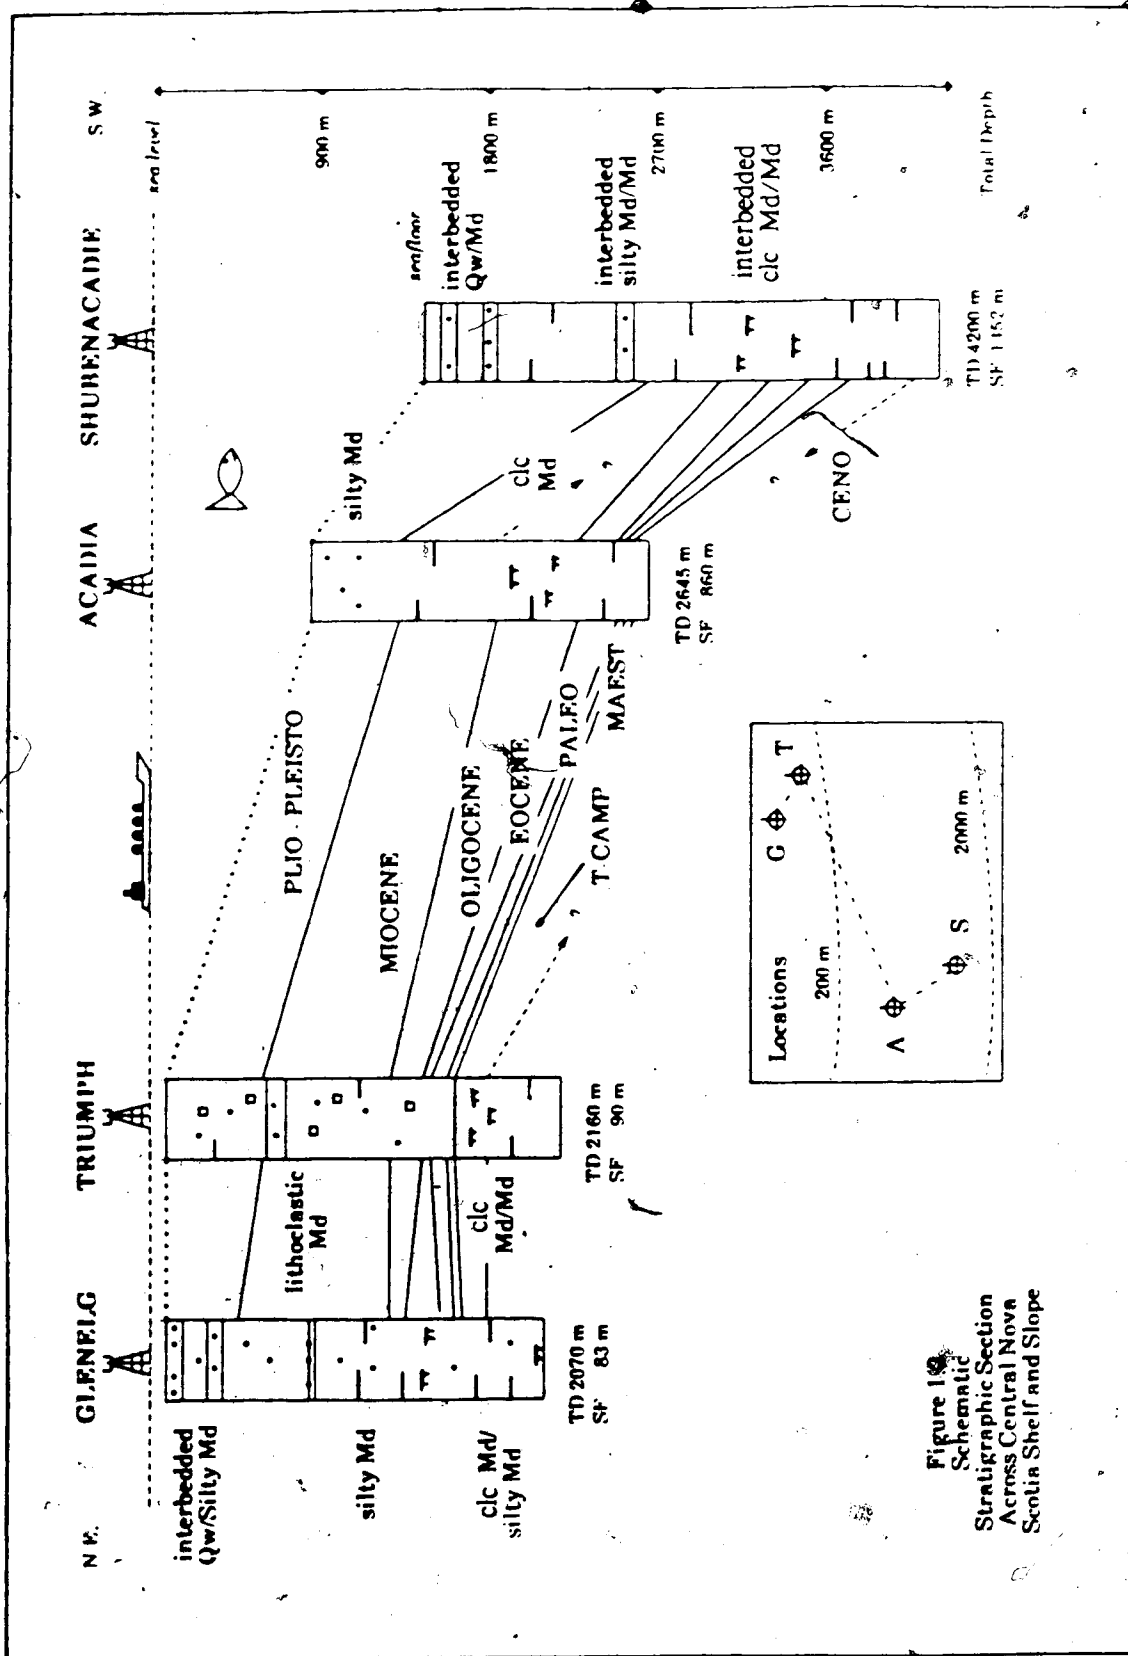 N E.
GLENELG
TRIUMPH
ACADIA
SHUBENACADIE
S W
sea level
900 m
1800 m
2700 m
3600 m
Total Depth
seafloor
interbedded
Qw/Md
interbedded
silty Md/Md
interbedded
clc Md/Md
TD 4200 m
SF 1152 m
silty Md
clc
Md
?
?
CENO
TD 2645 m
SF 860 m
PLIO - PLEISTO
MIOCENE
OLIGOCENE
EOCENE
PALEO
MAEST
T-CAMP
?
lithoclastic
Md
clc
Md/Md
TD 2160 m
SF 90 m
interbedded
Qw/Silty Md
silty Md
clc Md/
silty Md
TD 2070 m
SF 83 m
Locations
200 m
2000 m
G
T
A
S
Schematic
Stratigraphic Section
Across Central Nova
Scotia Shelf and Slope